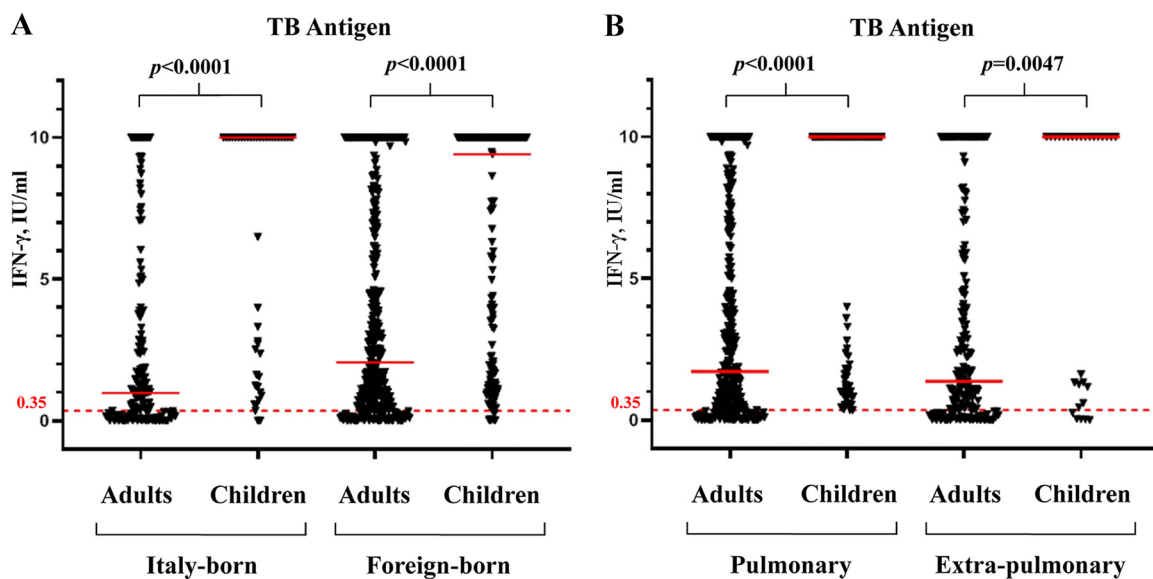 A
TB Antigen
p<0.0001 p<0.0001
10
5
0
0.35
IFN-γ, IU/ml
Adults Children Adults Children
Italy-born Foreign-born
B
TB Antigen
p<0.0001 p=0.0047
10
5
0
0.35
IFN-γ, IU/ml
Adults Children Adults Children
Pulmonary Extra-pulmonary